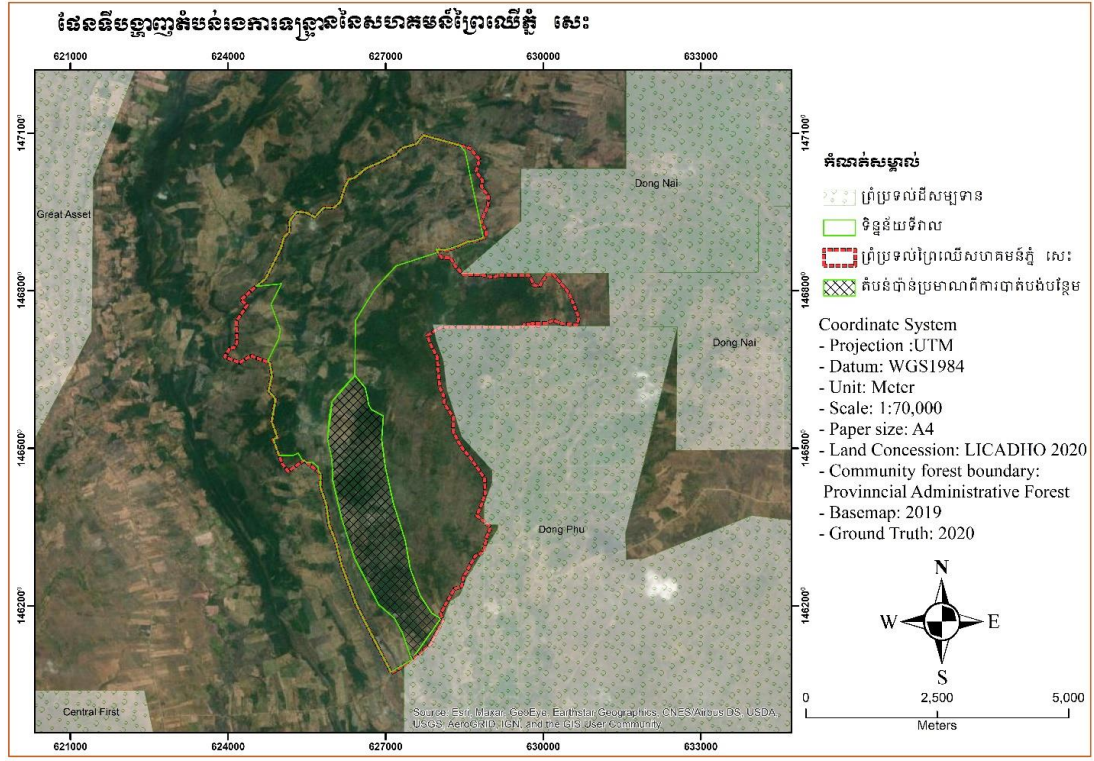 ផែនទីបង្ហាញតំបន់រងការទន្ទ្រាននៃសហគមន៍ព្រៃឈើភ្នំ សេះ
621000 624000 627000 630000 633000
Great Asset
Dong Nai
Dong Nai
Dong Phu
Central First
Source: Esri, Maxar, GeoEye, Earthstar Geographics, CNES/Airbus DS, USDA,
USGS, AeroGRID, IGN, and the GIS User Community
621000 624000 627000 630000 633000
កំណត់សម្គាល់
ព្រំប្រទល់ដីសម្បទាន
ទិន្នន័យទីវាល
ព្រំប្រទល់ព្រៃឈើសហគមន៍ភ្នំ សេះ
តំបន់ប៉ាន់ប្រមាណពីការបាត់បង់បន្ថែម
Coordinate System
- Projection :UTM
- Datum: WGS1984
- Unit: Meter
- Scale: 1:70,000
- Paper size: A4
- Land Concession: LICADHO 2020
- Community forest boundary:
Provinncial Administrative Forest
- Basemap: 2019
- Ground Truth: 2020
N
W E
S
0 2,500 5,000
Meters